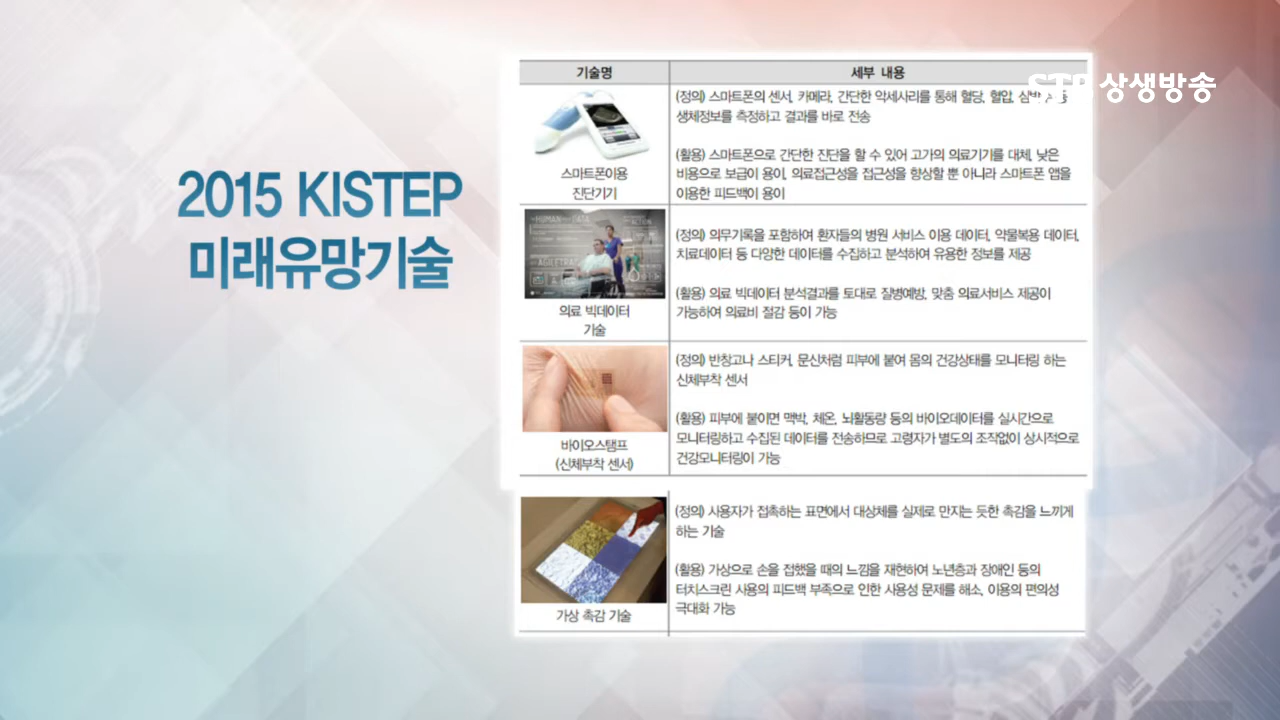 STB 상생방송
2015 KISTEP
미래유망기술
기술명
세부 내용
스마트폰이용
진단기기
(정의) 스마트폰의 센서, 카메라, 간단한 악세사리를 통해 혈당, 혈압, 심박수 등
생체정보를 측정하고 결과를 바로 전송
(활용) 스마트폰으로 간단한 진단을 할 수 있어 고가의 의료기기를 대체, 낮은
비용으로 보급이 용이, 의료접근성을 접근성을 향상할 뿐 아니라 스마트폰 앱을
이용한 피드백이 용이
의료 빅데이터
기술
(정의) 의무기록을 포함하여 환자들의 병원 서비스 이용 데이터, 약물복용 데이터,
치료데이터 등 다양한 데이터를 수집하고 분석하여 유용한 정보를 제공
(활용) 의료 빅데이터 분석결과를 토대로 질병예방, 맞춤 의료서비스 제공이
가능하여 의료비 절감 등이 가능
바이오스탬프
(신체부착 센서)
(정의) 반창고나 스티커, 문신처럼 피부에 붙여 몸의 건강상태를 모니터링 하는
신체부착 센서
(활용) 피부에 붙이면 맥박, 체온, 뇌활동량 등의 바이오데이터를 실시간으로
모니터링하고 수집된 데이터를 전송하므로 고령자가 별도의 조작없이 상시적으로
건강모니터링이 가능
가상 촉감 기술
(정의) 사용자가 접촉하는 표면에서 대상체를 실제로 만지는 듯한 촉감을 느끼게
하는 기술
(활용) 가상으로 손을 접했을 때의 느낌을 재현하여 노년층과 장애인 등의
터치스크린 사용의 피드백 부족으로 인한 사용성 문제를 해소, 이용의 편의성
극대화 가능